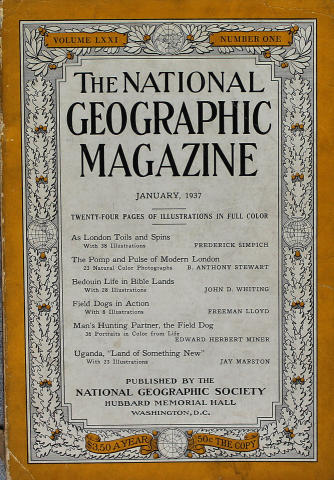 VOLUME LXXI
NUMBER ONE
THE NATIONAL
GEOGRAPHIC
MAGAZINE
JANUARY, 1937
TWENTY-FOUR PAGES OF ILLUSTRATIONS IN FULL COLOR
As London Toils and Spins
With 38 Illustrations FREDERICK SIMPICH
The Pomp and Pulse of Modern London
23 Natural Color Photographs B. ANTHONY STEWART
Bedouin Life in Bible Lands
With 28 Illustrations JOHN D. WHITING
Field Dogs in Action
With 8 Illustrations FREEMAN LLOYD
Man's Hunting Partner, the Field Dog
36 Portraits in Color from Life
EDWARD HERBERT MINER
Uganda, "Land of Something New"
With 23 Illustrations JAY MARSTON
PUBLISHED BY THE
NATIONAL GEOGRAPHIC SOCIETY
HUBBARD MEMORIAL HALL
WASHINGTON, D.C.
$3.50 A YEAR
50¢ THE COPY